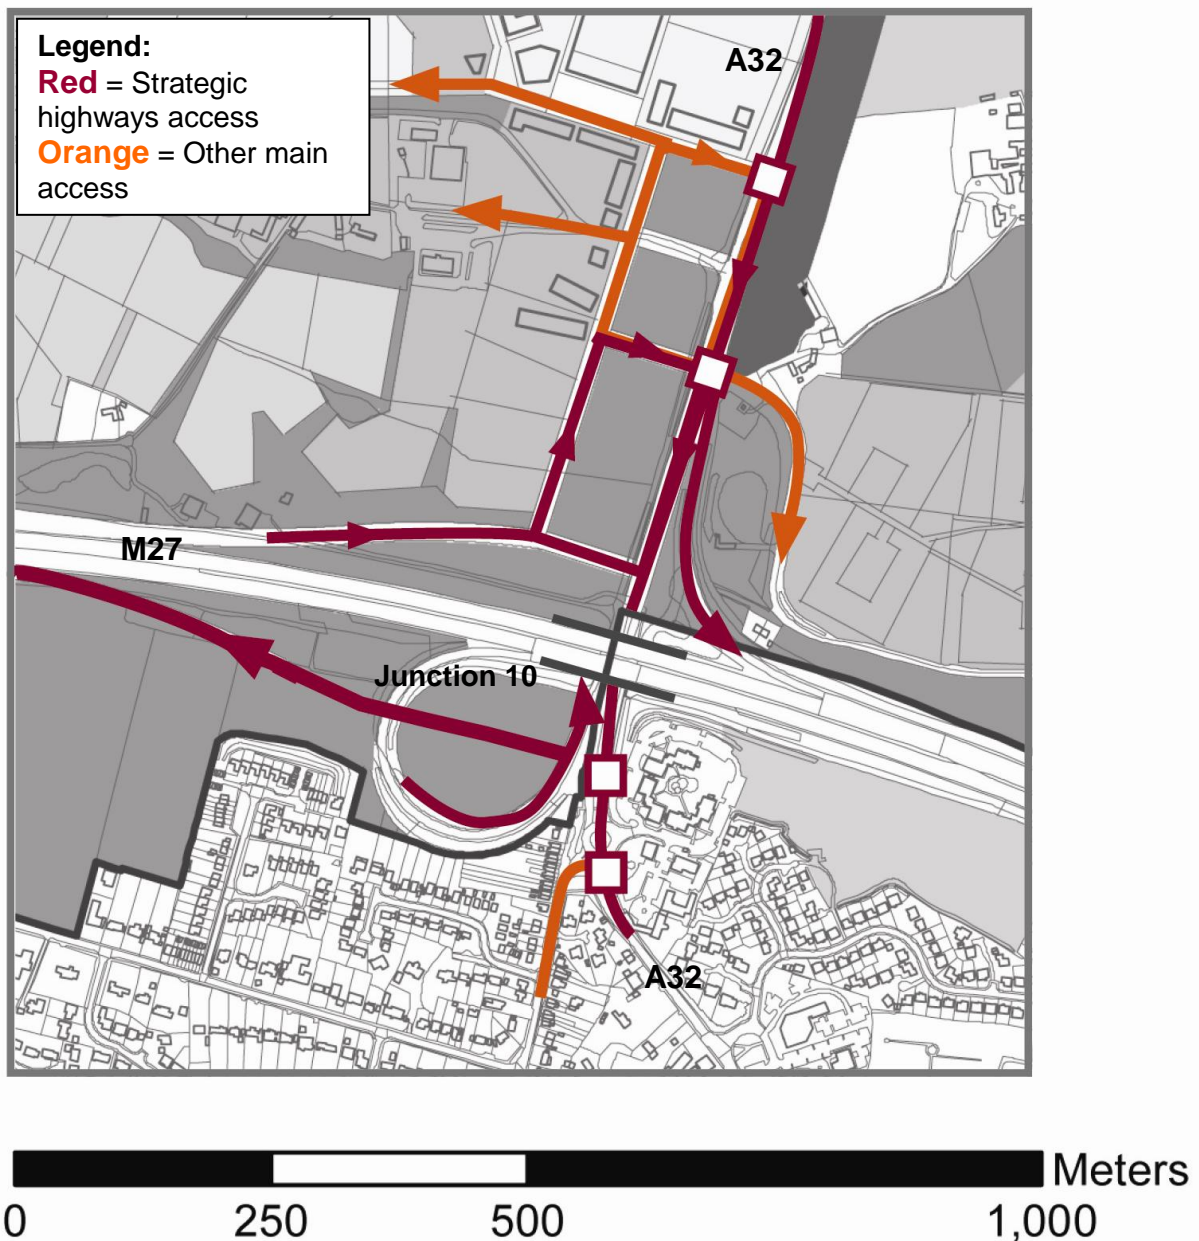 Legend:
Red = Strategic
highways access
Orange = Other main
access
A32
M27
Junction 10
A32
Meters
0 250 500 1,000